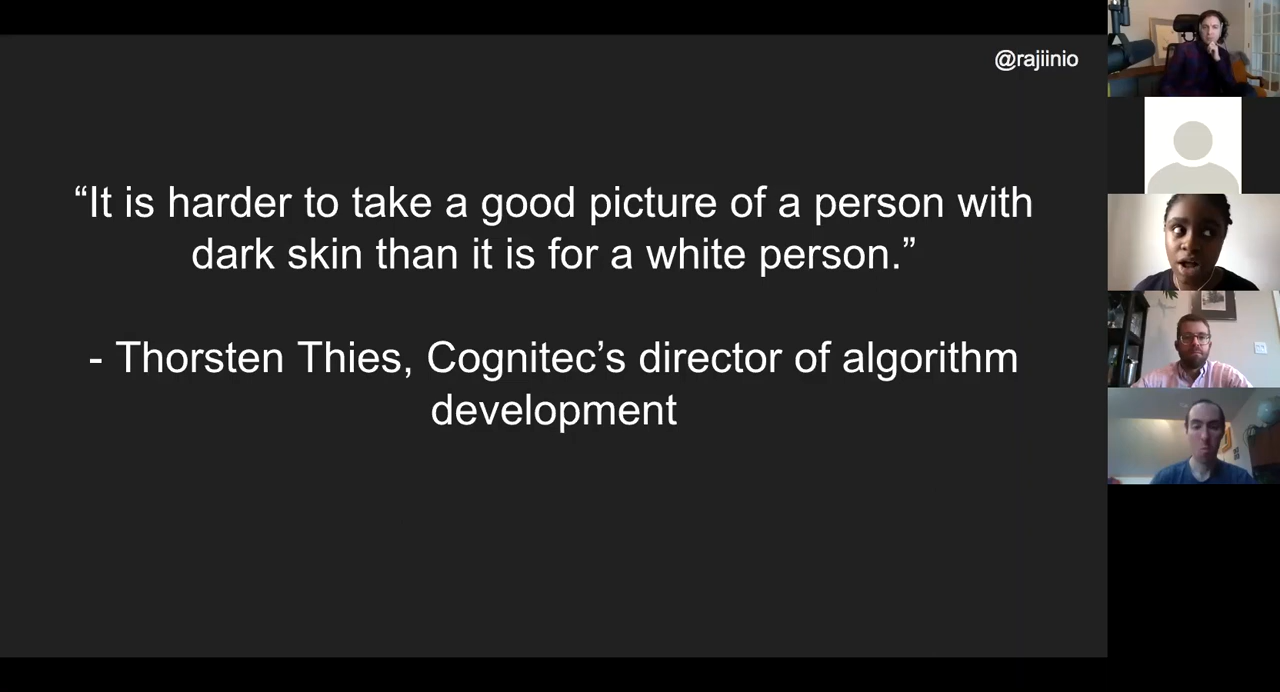 @rajiinio
“It is harder to take a good picture of a person with
dark skin than it is for a white person.”
- Thorsten Thies, Cognitec’s director of algorithm
development